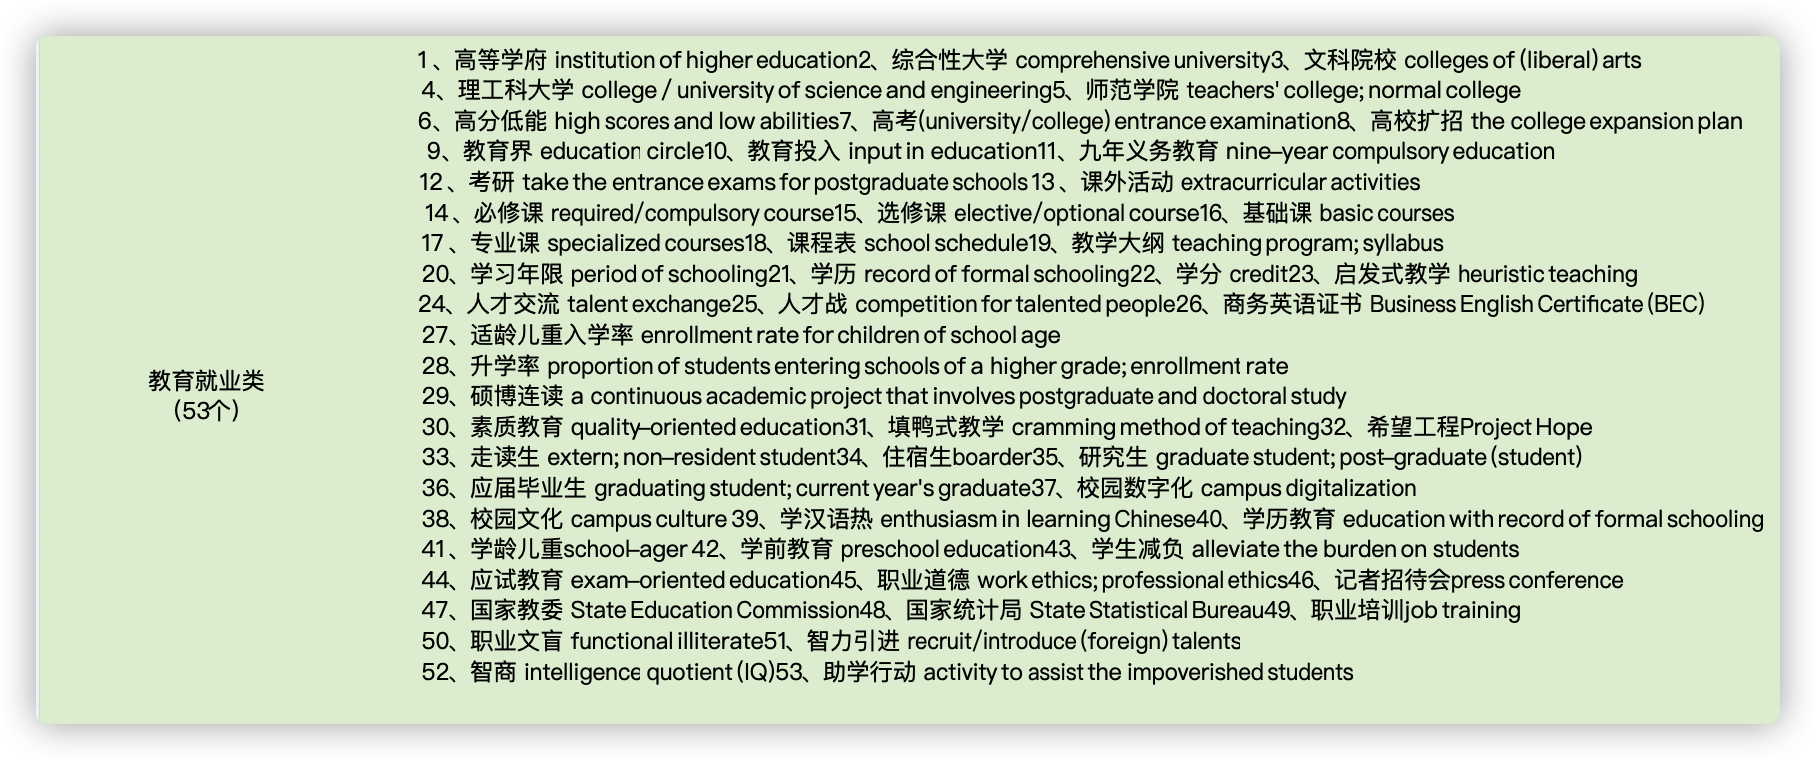 教育就业类
(53个)
1、高等学府 institution of higher education2、综合性大学 comprehensive university3、文科院校 colleges of (liberal) arts
4、理工科大学 college / university of science and engineering5、师范学院 teachers' college; normal college
6、高分低能 high scores and low abilities7、高考(university/college) entrance examination8、高校扩招 the college expansion plan
9、教育界 education circle10、教育投入 input in education11、九年义务教育 nine–year compulsory education
12、考研 take the entrance exams for postgraduate schools 13、课外活动 extracurricular activities
14、必修课 required/compulsory course15、选修课 elective/optional course16、基础课 basic courses
17、专业课 specialized courses18、课程表 school schedule19、教学大纲 teaching program; syllabus
20、学习年限 period of schooling21、学历 record of formal schooling22、学分 credit23、启发式教学 heuristic teaching
24、人才交流 talent exchange25、人才战 competition for talented people26、商务英语证书 Business English Certificate (BEC)
27、适龄儿重入学率 enrollment rate for children of school age
28、升学率 proportion of students entering schools of a higher grade; enrollment rate
29、硕博连读 a continuous academic project that involves postgraduate and doctoral study
30、素质教育 quality–oriented education31、填鸭式教学 cramming method of teaching32、希望工程Project Hope
33、走读生 extern; non–resident student34、住宿生boarder35、研究生 graduate student; post–graduate (student)
36、应届毕业生 graduating student; current year's graduate37、校园数字化 campus digitalization
38、校园文化 campus culture 39、学汉语热 enthusiasm in learning Chinese40、学历教育 education with record of formal schooling
41、学龄儿重school–ager 42、学前教育 preschool education43、学生减负 alleviate the burden on students
44、应试教育 exam–oriented education45、职业道德 work ethics; professional ethics46、记者招待会press conference
47、国家教委 State Education Commission48、国家统计局 State Statistical Bureau49、职业培训job training
50、职业文盲 functional illiterate51、智力引进 recruit/introduce (foreign) talents
52、智商 intelligence quotient (IQ)53、助学行动 activity to assist the impoverished students